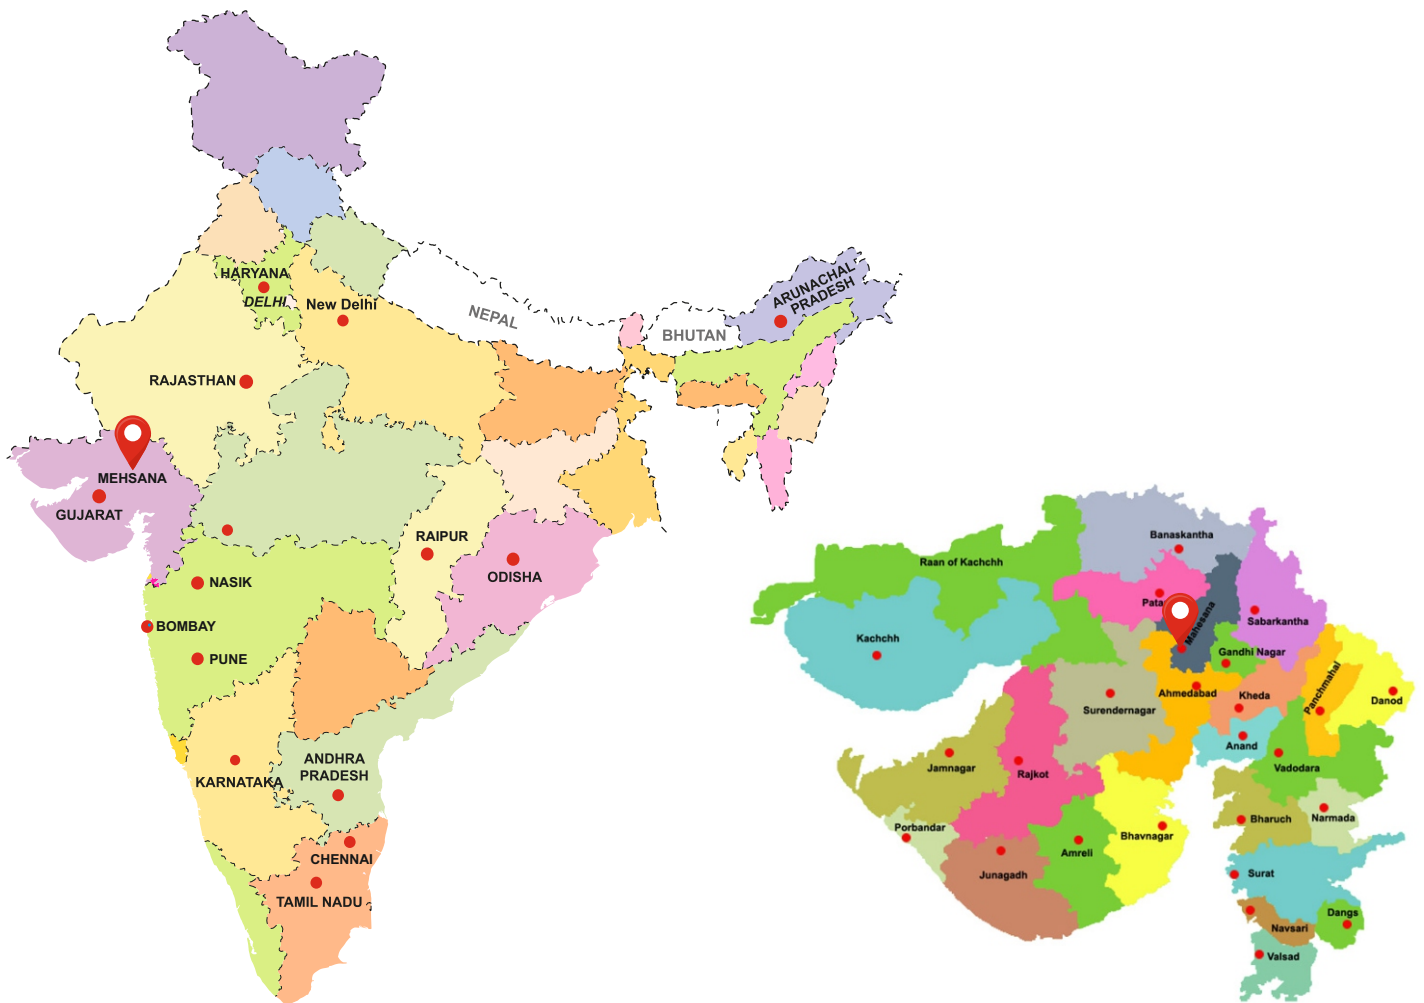 HARYANA
DELHI
New Delhi
NEPAL
BHUTAN
ARUNACHAL
PRADESH
RAJASTHAN
MEHSANA
GUJARAT
RAIPUR
ODISHA
NASIK
BOMBAY
PUNE
KARNATAKA
ANDHRA
PRADESH
CHENNAI
TAMIL NADU
Banaskantha
Raan of Kachchh
Mahesana
Sabarkantha
Kachchh
Gandhi Nagar
Surendernagar
Ahmedabad
Kheda
Panchmahal
Danod
Anand
Jamnagar
Rajkot
Vadodara
Porbandar
Bhavnagar
Bharuch
Narmada
Amreli
Junagadh
Surat
Dangs
Navsari
Valsad